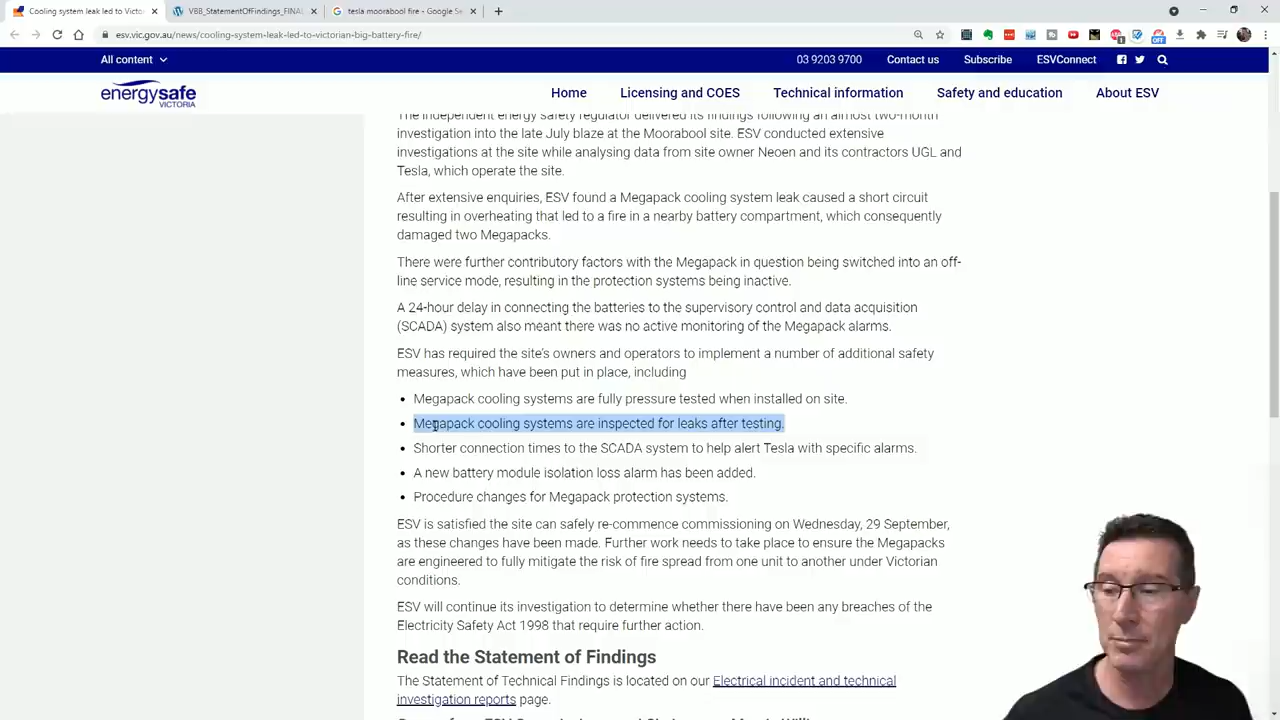 Cooling system leak led to Victor
VBB_StatementOfFindings_FINAL
tesla moorabool fire - Google Se
esv.vic.gov.au/news/cooling-system-leak-led-to-victorian-big-battery-fire/
All content
03 9203 9700
Contact us
Subscribe
ESVConnect
energysafe
VICTORIA
Home
Licensing and COES
Technical information
Safety and education
About ESV
The independent energy safety regulator delivered its findings following an almost two-month
investigation into the late July blaze at the Moorabool site. ESV conducted extensive
investigations at the site while analysing data from site owner Neoen and its contractors UGL and
Tesla, which operate the site.
After extensive enquiries, ESV found a Megapack cooling system leak caused a short circuit
resulting in overheating that led to a fire in a nearby battery compartment, which consequently
damaged two Megapacks.
There were further contributory factors with the Megapack in question being switched into an off-
line service mode, resulting in the protection systems being inactive.
A 24-hour delay in connecting the batteries to the supervisory control and data acquisition
(SCADA) system also meant there was no active monitoring of the Megapack alarms.
ESV has required the site's owners and operators to implement a number of additional safety
measures, which have been put in place, including
Megapack cooling systems are fully pressure tested when installed on site.
Megapack cooling systems are inspected for leaks after testing.
Shorter connection times to the SCADA system to help alert Tesla with specific alarms.
A new battery module isolation loss alarm has been added.
Procedure changes for Megapack protection systems.
ESV is satisfied the site can safely re-commence commissioning on Wednesday, 29 September,
as these changes have been made. Further work needs to take place to ensure the Megapacks
are engineered to fully mitigate the risk of fire spread from one unit to another under Victorian
conditions.
ESV will continue its investigation to determine whether there have been any breaches of the
Electricity Safety Act 1998 that require further action.
Read the Statement of Findings
The Statement of Technical Findings is located on our Electrical incident and technical
investigation reports page.